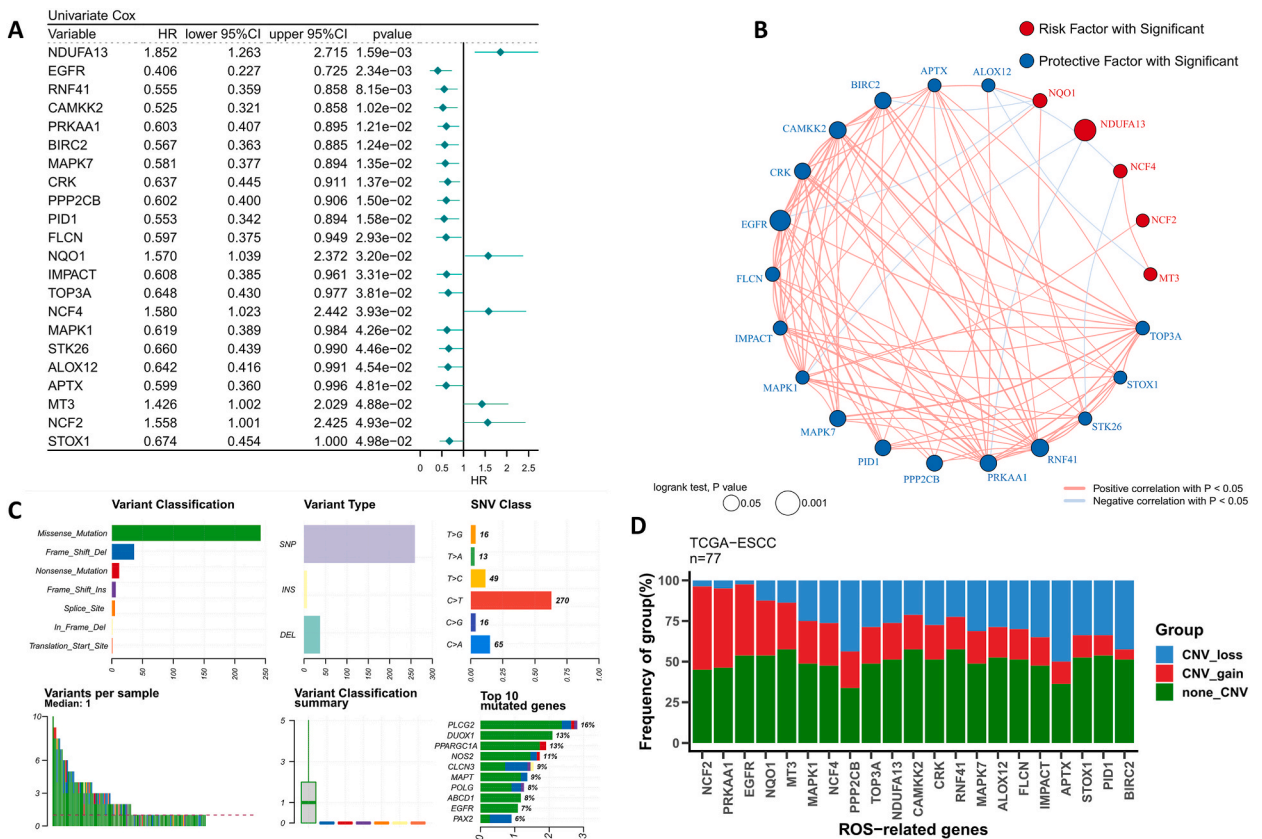 A
Univariate Cox
Variable HR lower 95%CI upper 95%CI pvalue
NDUFA13 1.852 1.263 2.715 1.59e−03
EGFR 0.406 0.227 0.725 2.34e−03
RNF41 0.555 0.359 0.858 8.15e−03
CAMKK2 0.525 0.321 0.858 1.02e−02
PRKAA1 0.603 0.407 0.895 1.21e−02
BIRC2 0.567 0.363 0.885 1.24e−02
MAPK7 0.581 0.377 0.894 1.35e−02
CRK 0.637 0.445 0.911 1.37e−02
PPP2CB 0.602 0.400 0.906 1.50e−02
PID1 0.553 0.342 0.894 1.58e−02
FLCN 0.597 0.375 0.949 2.93e−02
NQO1 1.570 1.039 2.372 3.20e−02
IMPACT 0.608 0.385 0.961 3.31e−02
TOP3A 0.648 0.430 0.977 3.81e−02
NCF4 1.580 1.023 2.442 3.93e−02
MAPK1 0.619 0.389 0.984 4.26e−02
STK26 0.660 0.439 0.990 4.46e−02
ALOX12 0.642 0.416 0.991 4.54e−02
APTX 0.599 0.360 0.996 4.81e−02
MT3 1.426 1.002 2.029 4.88e−02
NCF2 1.558 1.001 2.425 4.93e−02
STOX1 0.674 0.454 1.000 4.98e−02
0 0.5 1 1.5 2 2.5
HR
B
Risk Factor with Significant
Protective Factor with Significant
APTX
ALOX12
NQO1
NDUFA13
NCF4
NCF2
MT3
TOP3A
STOX1
STK26
RNF41
PRKAA1
PPP2CB
PID1
MAPK7
MAPK1
IMPACT
FLCN
EGFR
CRK
CAMKK2
BIRC2
logrank test, P value
0.05 0.001
Positive correlation with P < 0.05
Negative correlation with P < 0.05
C
Variant Classification
Missense_Mutation
Frame_Shift_Del
Nonsense_Mutation
Frame_Shift_Ins
Splice_Site
In_Frame_Del
Translation_Start_Site
0 50 100 150 200 250
Variant Type
SNP
INS
DEL
0 50 100 150 200 250 300
SNV Class
T>G 16
T>A 13
T>C 49
C>T 270
C>G 16
C>A 65
0.00 0.25 0.50 0.75 1.00
Variants per sample
Median: 1
10
6
3
0
Variant Classification
summary
5
3
1
0
Top 10
mutated genes
PLCG2 16%
DUOX1 13%
PPARGC1A 13%
NOS2 11%
CLCN3 9%
MAPT 9%
POLG 8%
ABCD1 8%
EGFR 7%
PAX2 6%
0 1 2 3
D
TCGA−ESCC
n=77
Frequency of group(%)
100
75
50
25
0
NCF2 PRKAA1 EGFR NQO1 MT3 MAPK1 NCF4 PPP2CB TOP3A NDUFA13 CAMKK2 CRK RNF41 MAPK7 ALOX12 FLCN IMPACT APTX STOX1 PID1 BIRC2
ROS−related genes
Group
CNV_loss
CNV_gain
none_CNV